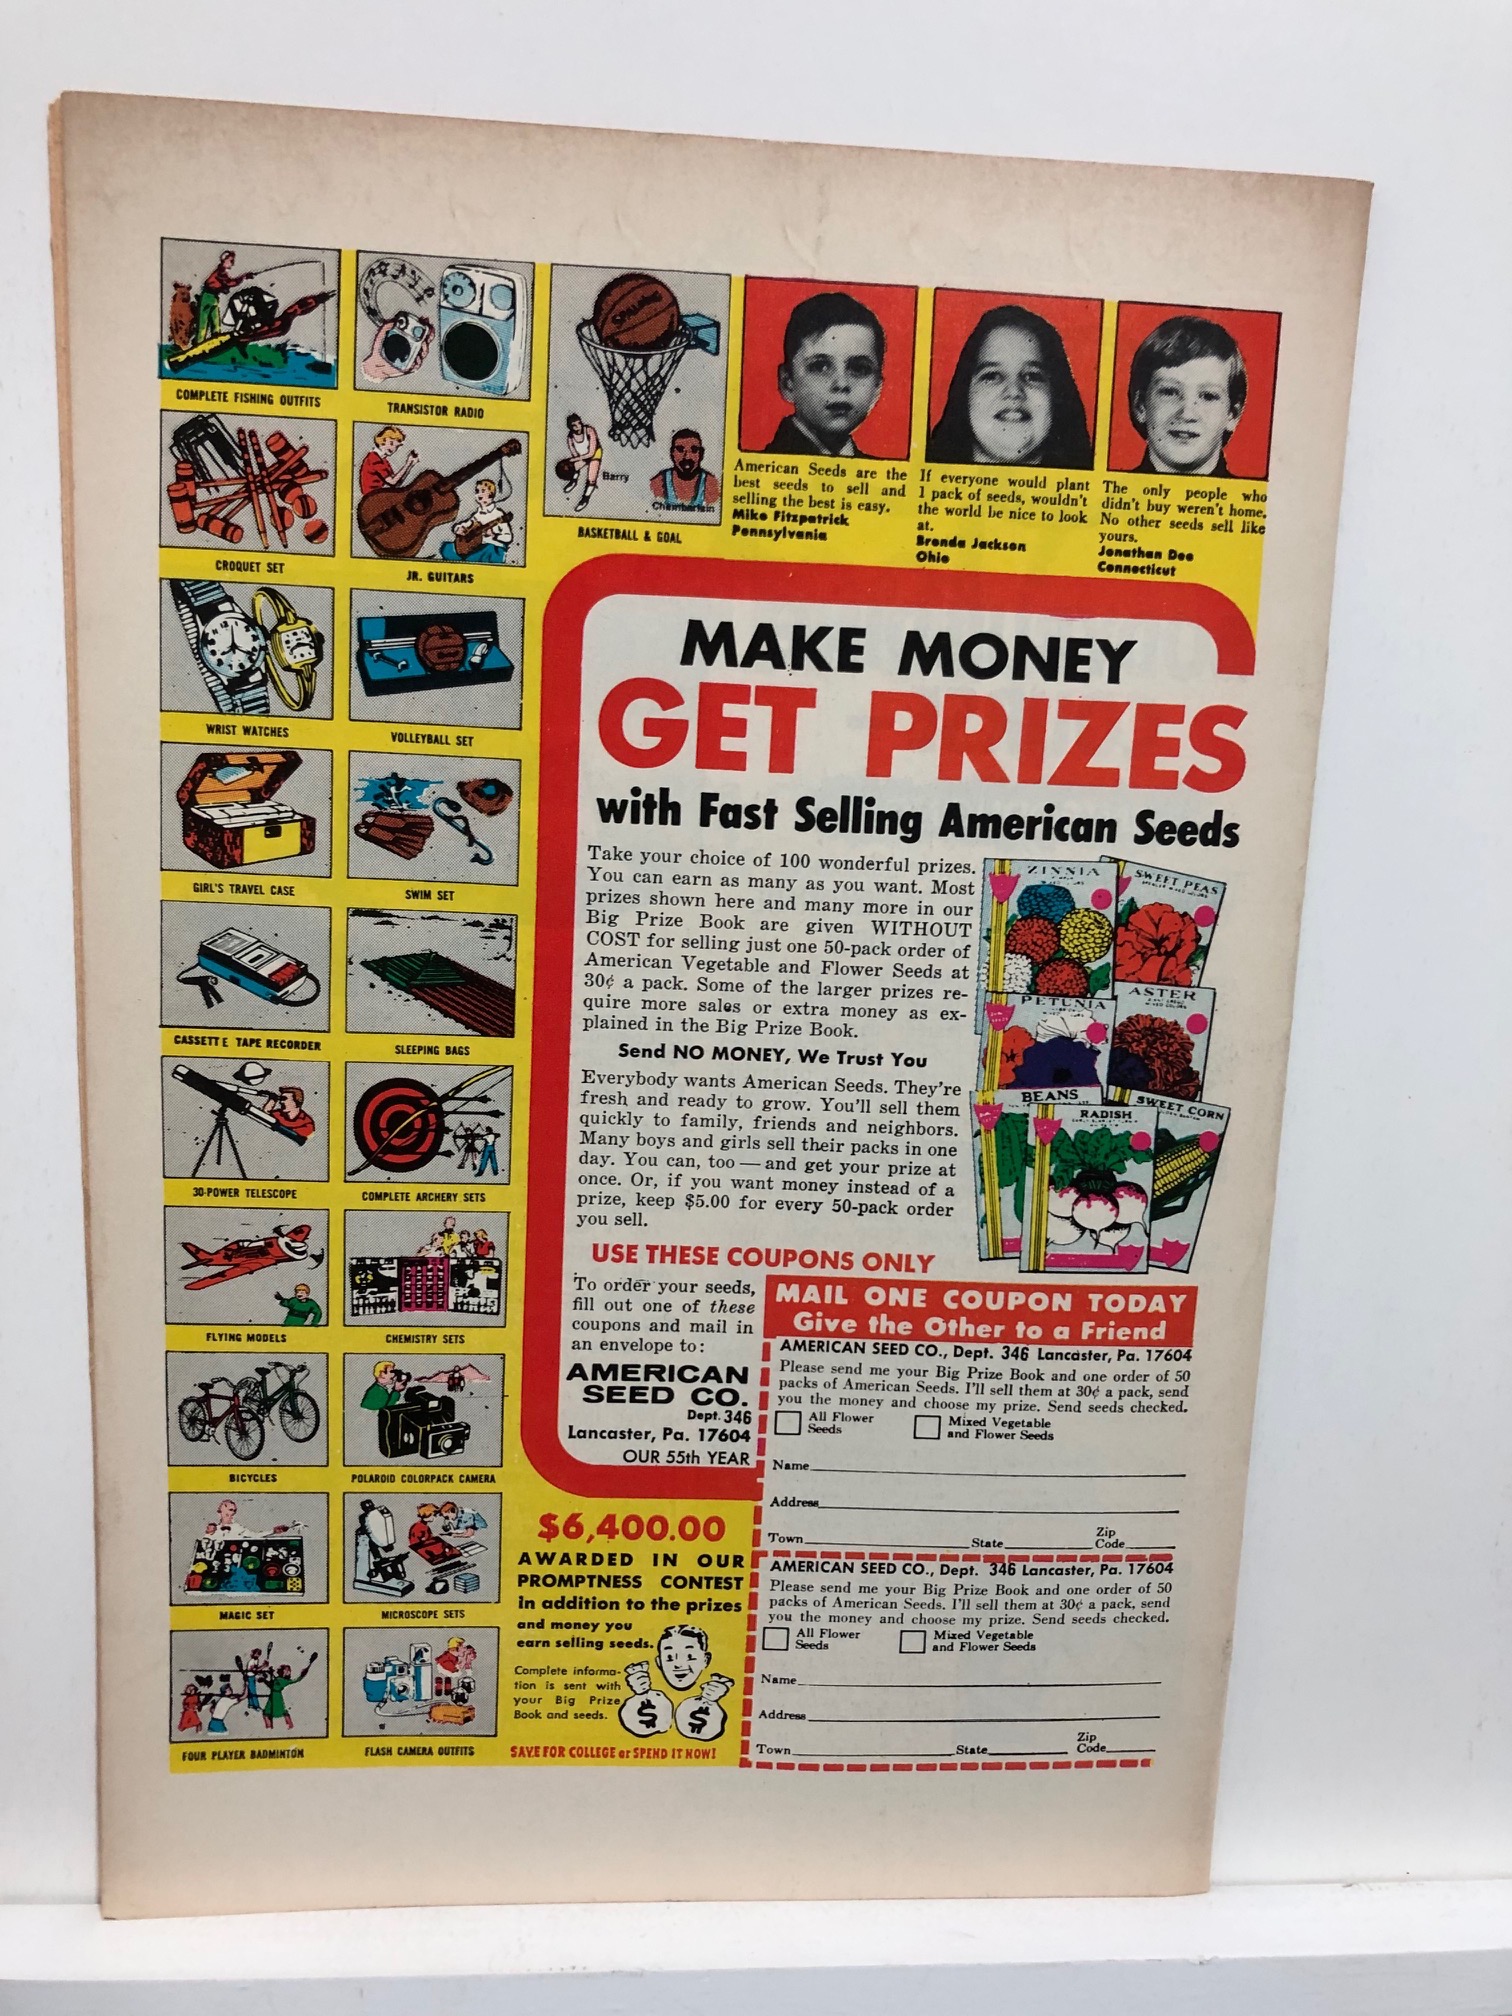 COMPLETE FISHING OUTFITS
TRANSISTOR RADIO
CROQUET SET
JR. GUITARS
WRIST WATCHES
VOLLEYBALL SET
GIRL'S TRAVEL CASE
SWIM SET
CASSETTE TAPE RECORDER
SLEEPING BAGS
30-POWER TELESCOPE
COMPLETE ARCHERY SETS
FLYING MODELS
CHEMISTRY SETS
BICYCLES
POLAROID COLORPACK CAMERA
MAGIC SET
MICROSCOPE SETS
FOUR PLAYER BADMINTON
FLASH CAMERA OUTFITS
SPALDING
Barry
Chamberlain
BASKETBALL & GOAL
American Seeds are the
best seeds to sell and
selling the best is easy.
Mike Fitzpatrick
Pennsylvania
If everyone would plant
1 pack of seeds, wouldn't
the world be nice to look
at.
Brenda Jackson
Ohio
The only people who
didn't buy weren't home.
No other seeds sell like
yours.
Jonathan Dee
Connecticut
MAKE MONEY
GET PRIZES
with Fast Selling American Seeds
Take your choice of 100 wonderful prizes.
You can earn as many as you want. Most
prizes shown here and many more in our
Big Prize Book are given WITHOUT
COST for selling just one 50-pack order of
American Vegetable and Flower Seeds at
30¢ a pack. Some of the larger prizes re-
quire more sales or extra money as ex-
plained in the Big Prize Book.
Send NO MONEY, We Trust You
Everybody wants American Seeds. They're
fresh and ready to grow. You'll sell them
quickly to family, friends and neighbors.
Many boys and girls sell their packs in one
day. You can, too — and get your prize at
once. Or, if you want money instead of a
prize, keep $5.00 for every 50-pack order
you sell.
ZINNIA
SWEET PEAS
PETUNIA
ASTER
BEANS
RADISH
SWEET CORN
USE THESE COUPONS ONLY
To order your seeds,
fill out one of these
coupons and mail in
an envelope to:
AMERICAN
SEED CO.
Dept. 346
Lancaster, Pa. 17604
OUR 55th YEAR
$6,400.00
AWARDED IN OUR
PROMPTNESS CONTEST
in addition to the prizes
and money you
earn selling seeds.
Complete informa-
tion is sent with
your Big Prize
Book and seeds.
$ $
SAVE FOR COLLEGE or SPEND IT NOW!
MAIL ONE COUPON TODAY
Give the Other to a Friend
AMERICAN SEED CO., Dept. 346 Lancaster, Pa. 17604
Please send me your Big Prize Book and one order of 50
packs of American Seeds. I'll sell them at 30¢ a pack, send
you the money and choose my prize. Send seeds checked.
All Flower Seeds
Mixed Vegetable and Flower Seeds
Name
Address
Town State Zip Code
AMERICAN SEED CO., Dept. 346 Lancaster, Pa. 17604
Please send me your Big Prize Book and one order of 50
packs of American Seeds. I'll sell them at 30¢ a pack, send
you the money and choose my prize. Send seeds checked.
All Flower Seeds
Mixed Vegetable and Flower Seeds
Name
Address
Town State Zip Code